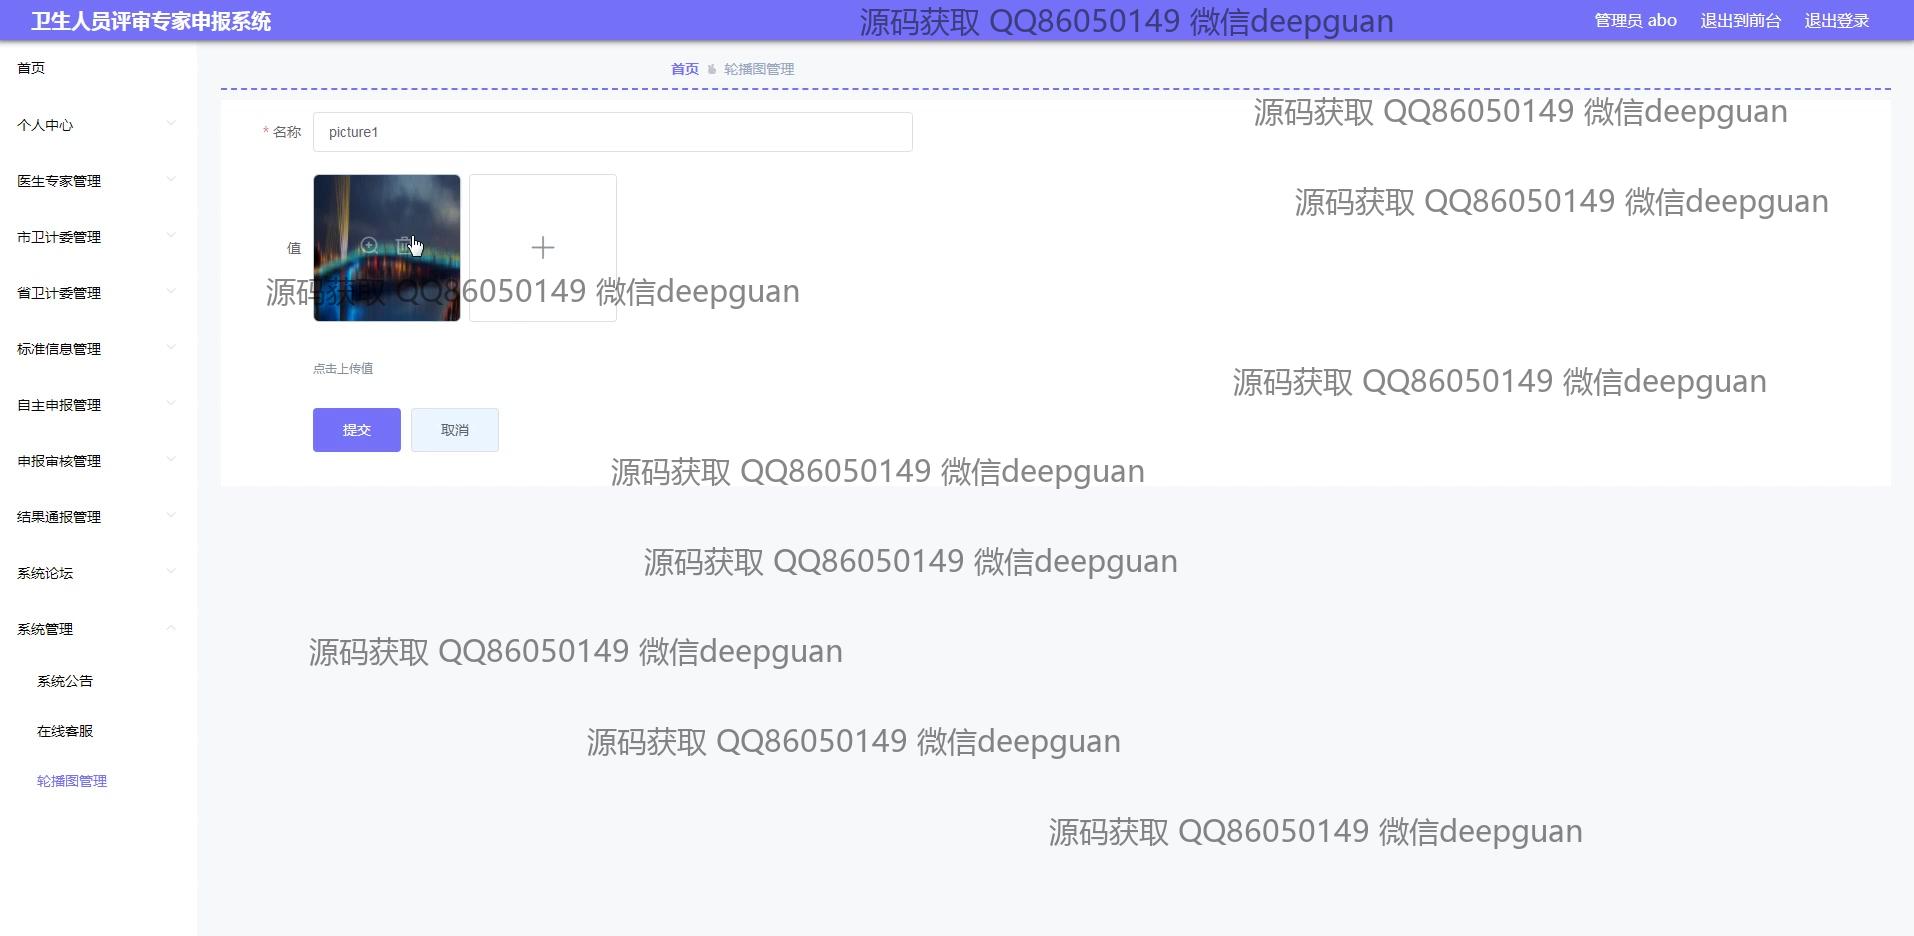 卫生人员评审专家申报系统
源码获取 QQ86050149 微信deepguan
管理员 abo
退出到前台
退出登录
首页
首页
轮播图管理
个人中心
* 名称
picture1
源码获取 QQ86050149 微信deepguan
医生专家管理
源码获取 QQ86050149 微信deepguan
市卫计委管理
值
省卫计委管理
源码获取 QQ86050149 微信deepguan
标准信息管理
点击上传值
源码获取 QQ86050149 微信deepguan
自主申报管理
提交
取消
申报审核管理
源码获取 QQ86050149 微信deepguan
结果通报管理
系统论坛
源码获取 QQ86050149 微信deepguan
系统管理
源码获取 QQ86050149 微信deepguan
系统公告
在线客服
源码获取 QQ86050149 微信deepguan
轮播图管理
源码获取 QQ86050149 微信deepguan